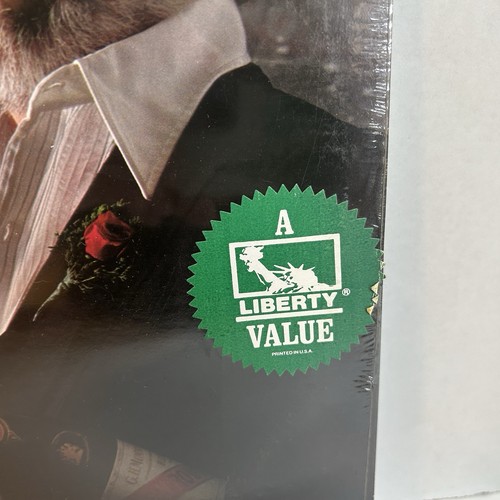 A
LIBERTY®
VALUE
PRINTED IN U.S.A.